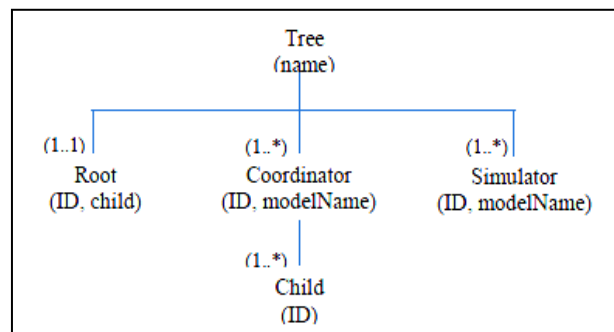 Tree
(name)
(1..1) (1..*) (1..*)
Root Coordinator Simulator
(ID, child) (ID, modelName) (ID, modelName)
(1..*)
Child
(ID)